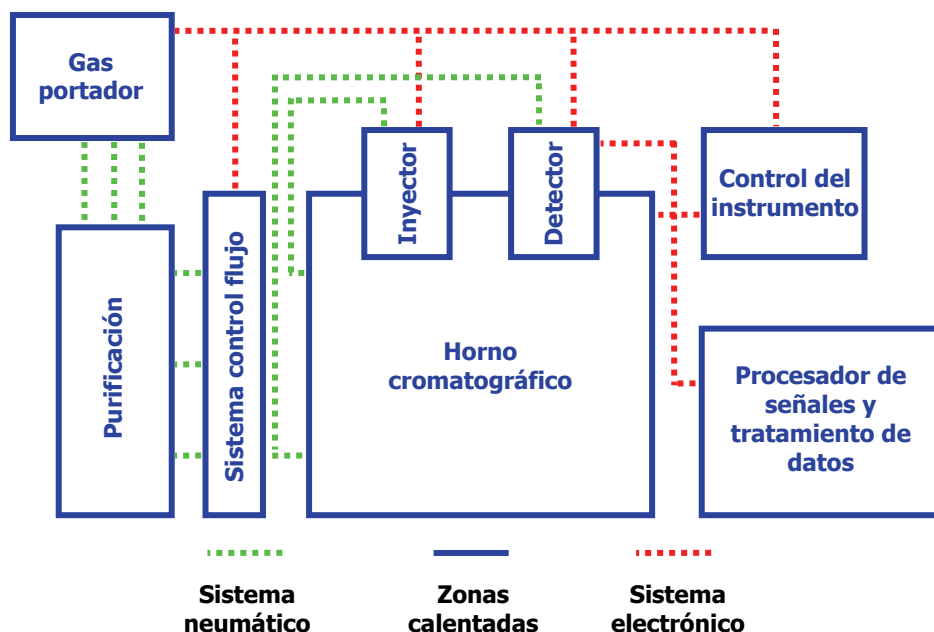 Gas
portador
Inyector
Detector
Control del
instrumento
Purificación
Sistema control flujo
Horno
cromatográfico
Procesador de
señales y
tratamiento de
datos
Sistema
neumático
Zonas
calentadas
Sistema
electrónico